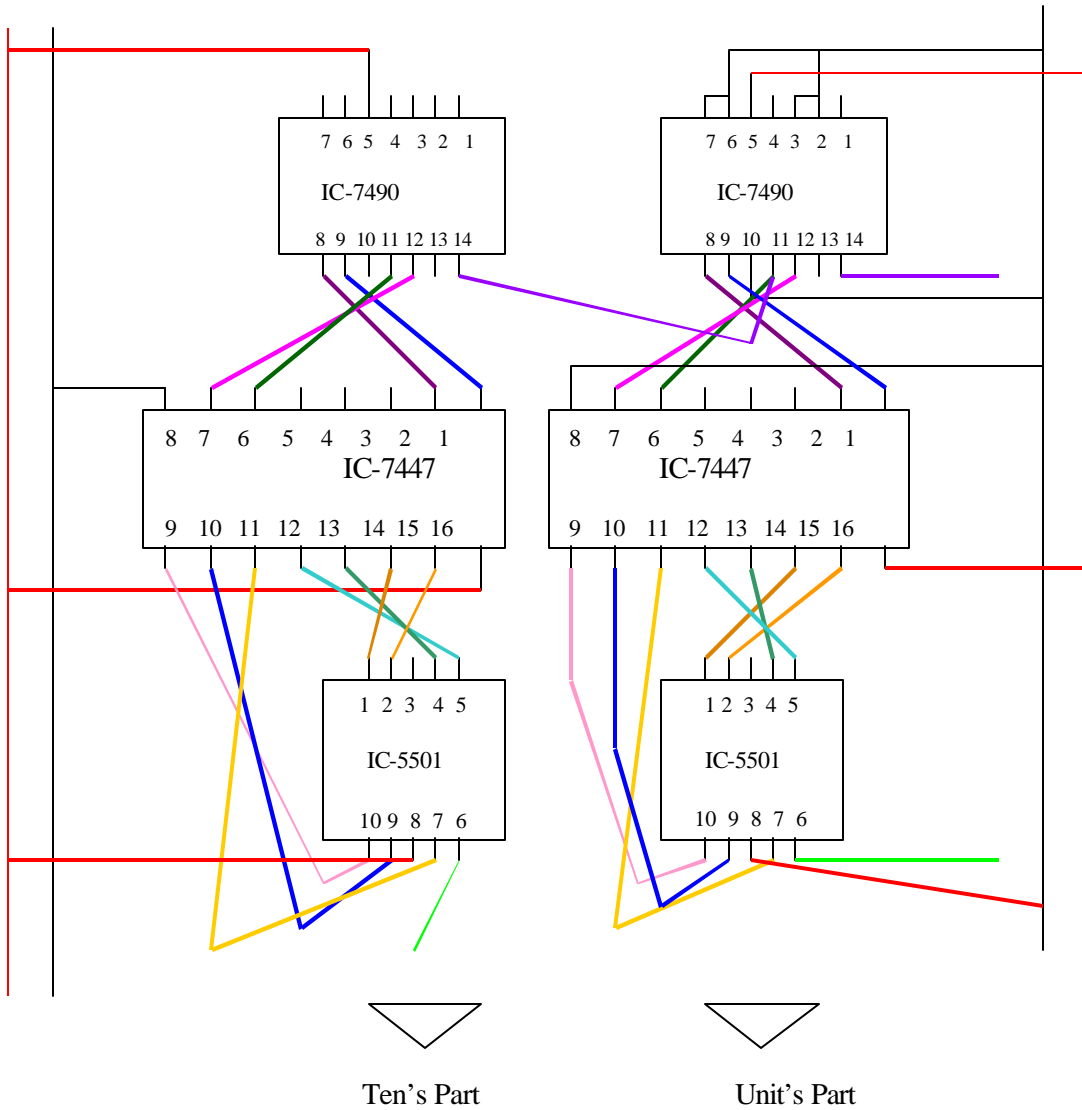 7 6 5 4 3 2 1
7 6 5 4 3 2 1
IC-7490
IC-7490
8 9 10 11 12 13 14
8 9 10 11 12 13 14
8 7 6 5 4 3 2 1
8 7 6 5 4 3 2 1
IC-7447
IC-7447
9 10 11 12 13 14 15 16
9 10 11 12 13 14 15 16
1 2 3 4 5
1 2 3 4 5
IC-5501
IC-5501
10 9 8 7 6
10 9 8 7 6
Ten's Part
Unit's Part